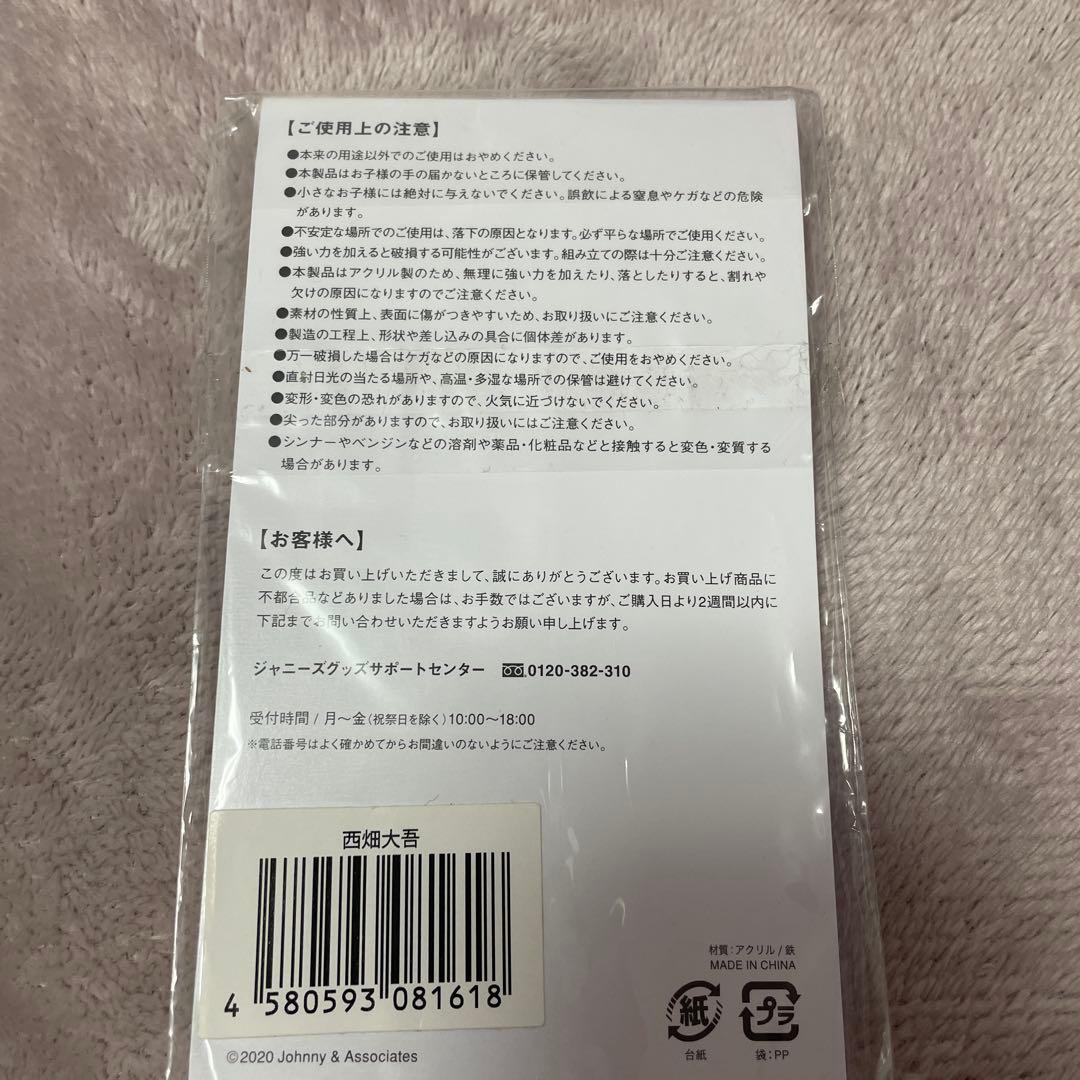 【ご使用上の注意】
●本来の用途以外でのご使用はおやめください。
●本製品はお子様の手の届かないところに保管してください。
●小さなお子様には絶対に与えないでください。誤飲による窒息やケガなどの危険
があります。
●不安定な場所でのご使用は、落下の原因となります。必ず平らな場所でご使用ください。
●強い力を加えると破損する可能性がございます。組み立ての際は十分ご注意ください。
●本製品はアクリル製のため、無理に強い力を加えたり、落としたりすると、割れや
欠けの原因になりますのでご注意ください。
●素材の性質上、表面に傷がつきやすいため、お取り扱いにご注意ください。
●製造の工程上、形状や差し込みの具合に個体差があります。
●万一破損した場合はケガなどの原因になりますので、ご使用をおやめください。
●直射日光の当たる場所や、高温・多湿な場所での保管は避けてください。
●変形・変色の恐れがありますので、火気に近づけないでください。
●尖った部分がありますので、お取り扱いにはご注意ください。
●シンナーやベンジンなどの溶剤や薬品・化粧品などと接触すると変色・変質する
場合があります。
【お客様へ】
この度はお買い上げいただきまして、誠にありがとうございます。お買い上げ商品に
不都合品などありました場合は、お手数ではございますが、ご購入日より2週間以内に
下記までお問い合わせいただきますようお願い申し上げます。
ジャニーズグッズサポートセンター 0120-382-310
受付時間 / 月〜金(祝祭日を除く)10:00〜18:00
※電話番号はよく確かめてからお間違いのないようにご注意ください。
西畑大吾
4 580593 081618
材質:アクリル / 鉄
MADE IN CHINA
紙 プラ
台紙 袋:PP
©2020 Johnny & Associates